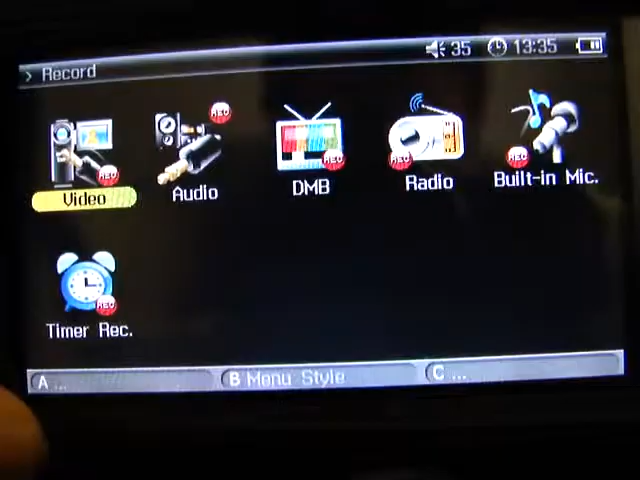 > Record 35 13:35
REC REC REC REC REC
Video Audio DMB Radio Built-in Mic.
REC
Timer Rec.
A ... B Menu Style C ...